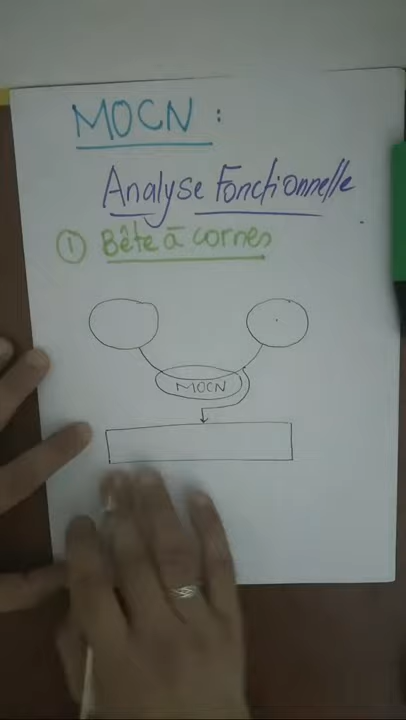 MOCN :
Analyse Fonctionnelle
① Bête à cornes
MOCN